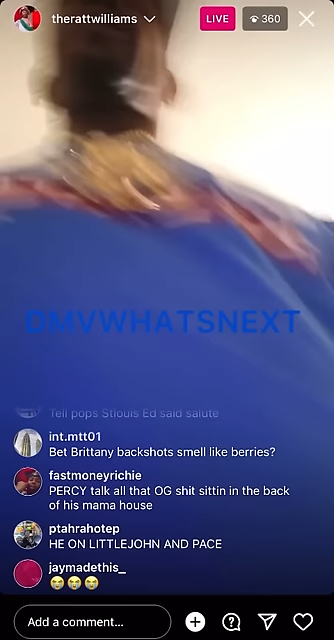 therattwilliams
LIVE
360
DMVWHATSNEXT
Tell pops Stlouis Ed said salute
int.mtt01
Bet Brittany backshots smell like berries?
fastmoneyrichie
PERCY talk all that OG shit sittin in the back
of his mama house
ptahrahotep
HE ON LITTLEJOHN AND PACE
jaymadethis_
😭😭😭
Add a comment...